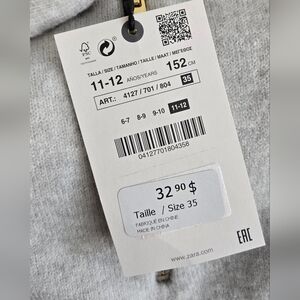 TALLA / SIZE / TAMANHO / TAILLE / MAAT / ΜΕΓΕΘΟΣ
11-12 AÑOS/YEARS 152 CM
ART.: 4127 / 701 / 804 35
6-7 8-9 9-10 11-12
04127701804358
32 90 $
Taille / Size 35
FABRIQUÉ EN CHINE
MADE IN CHINA
www.zara.com
EAC